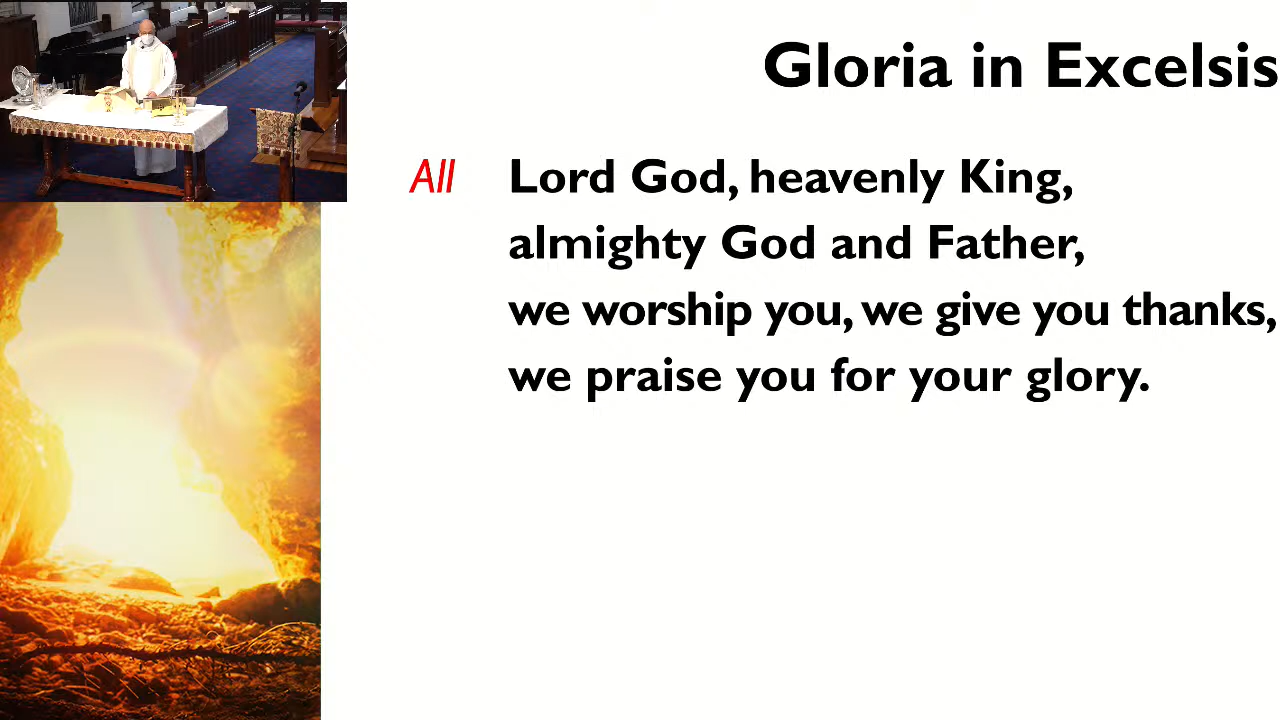 Gloria in Excelsis
All Lord God, heavenly King,
almighty God and Father,
we worship you, we give you thanks,
we praise you for your glory.